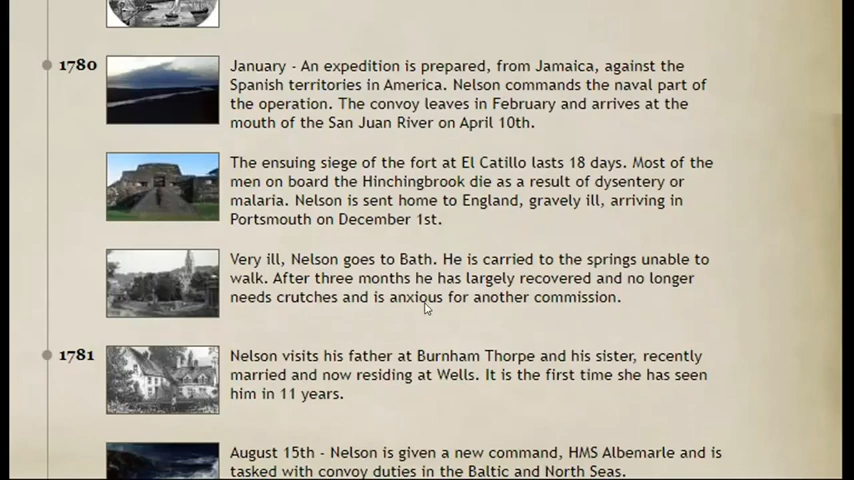 1780
January - An expedition is prepared, from Jamaica, against the
Spanish territories in America. Nelson commands the naval part of
the operation. The convoy leaves in February and arrives at the
mouth of the San Juan River on April 10th.
The ensuing siege of the fort at El Catillo lasts 18 days. Most of the
men on board the Hinchingbrook die as a result of dysentery or
malaria. Nelson is sent home to England, gravely ill, arriving in
Portsmouth on December 1st.
Very ill, Nelson goes to Bath. He is carried to the springs unable to
walk. After three months he has largely recovered and no longer
needs crutches and is anxious for another commission.
1781
Nelson visits his father at Burnham Thorpe and his sister, recently
married and now residing at Wells. It is the first time she has seen
him in 11 years.
August 15th - Nelson is given a new command, HMS Albemarle and is
tasked with convoy duties in the Baltic and North Seas.